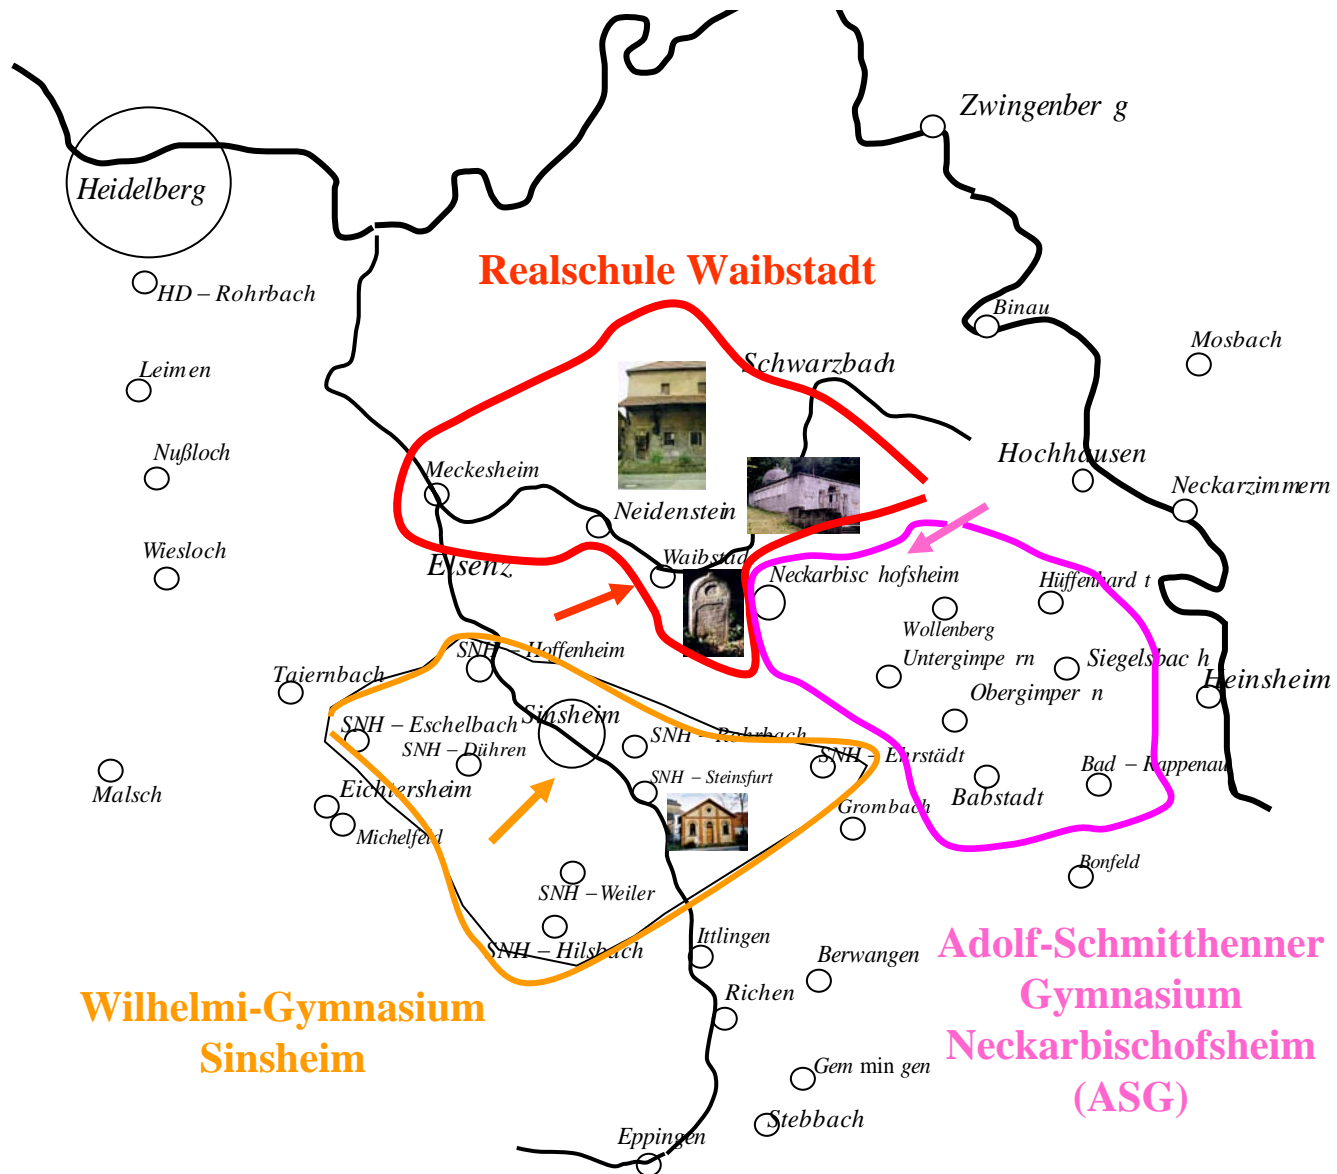 Zwingenber g
Heidelberg
Realschule Waibstadt
HD – Rohrbach
Binau
Mosbach
Leimen
Schwarzbach
Nußloch
Meckesheim
Hochhausen
Neckarzimmern
Neidenstein
Wiesloch
Elsenz
Waibstad
Neckarbisc hofsheim
Hüffenhard t
Wollenberg
SNH – Hoffenheim
Untergimpe rn
Siegelsbac h
Taiernbach
Obergimper n
Heinsheim
SNH – Eschelbach
Sinsheim
SNH – Rohrbach
SNH – Dühren
SNH – Ehrstädt
Bad – Rappenau
SNH – Steinsfurt
Malsch
Eichtersheim
Babstadt
Grombach
Michelfeld
Bonfeld
SNH – Weiler
SNH – Hilsbach
Ittlingen
Berwangen
Adolf-Schmitthenner
Gymnasium
Neckarbischofsheim
(ASG)
Richen
Wilhelmi-Gymnasium
Sinsheim
Gem min gen
Stebbach
Eppingen